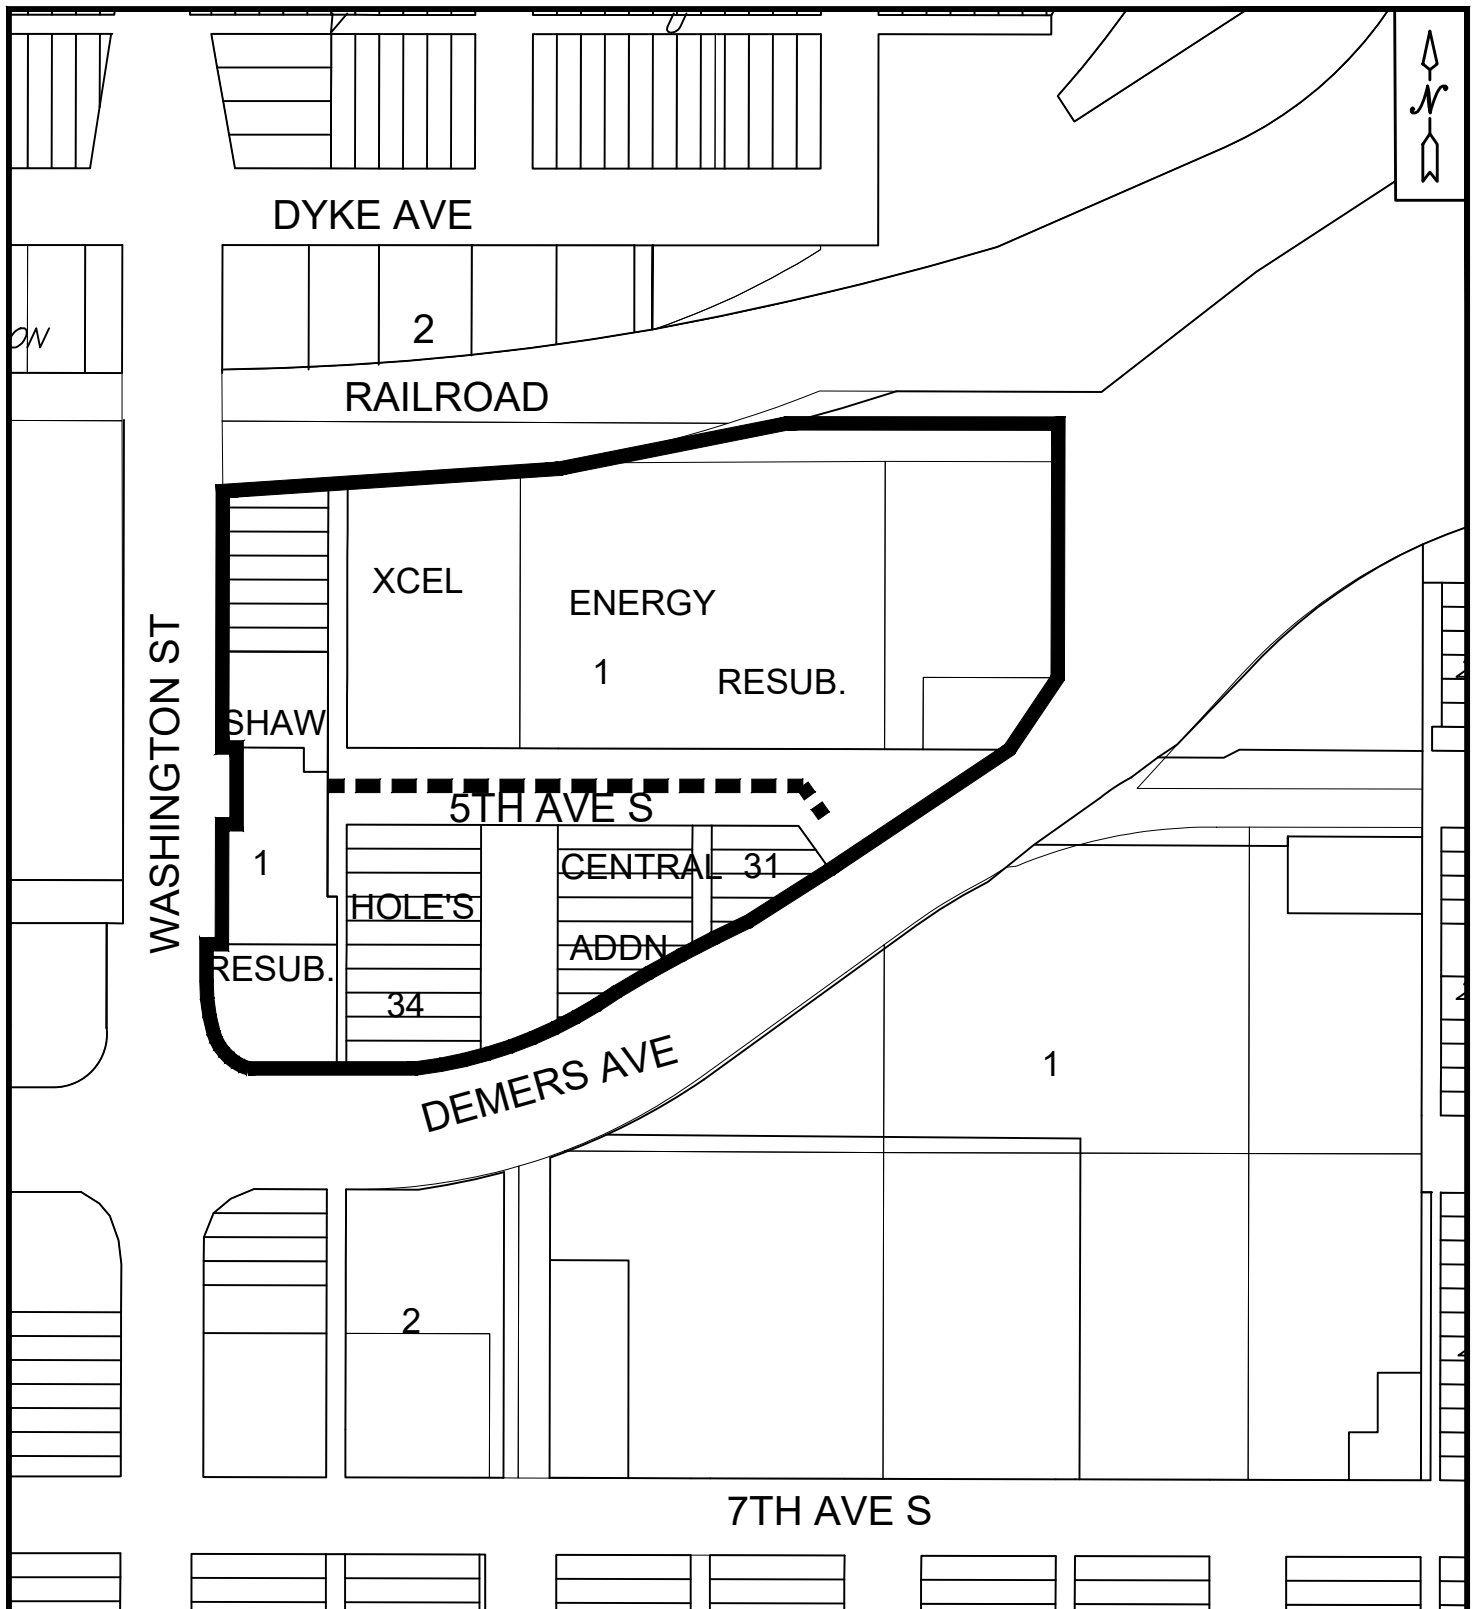 N
DYKE AVE
2
ON
RAILROAD
XCEL
ENERGY
1
RESUB.
WASHINGTON ST
SHAW
5TH AVE S
1
CENTRAL 31
HOLE'S
ADDN
RESUB.
34
DEMERS AVE
1
2
7TH AVE S